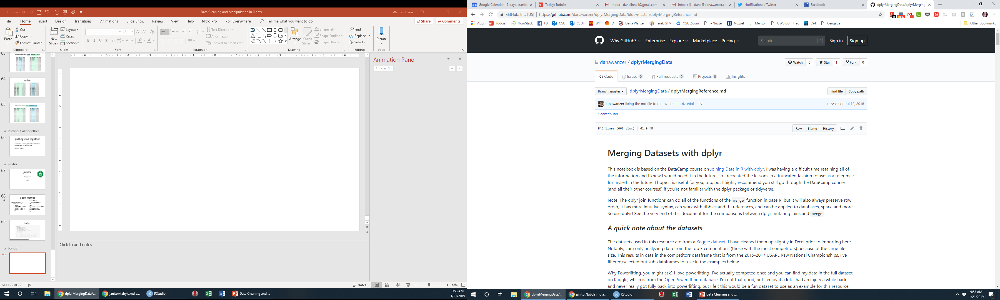 AutoSave Off
Data Cleaning and Manipulation in R.pptx
Wanzer, Dana
File Home Insert Design Transitions Animations Slide Show Review View Help Nitro Pro Poll Everywhere Tell me what you want to do
Share Comments
Paste
Cut
Copy
Format Painter
Clipboard
New Slide
Layout
Reset
Section
Slides
12
Font
Text Direction
Align Text
Convert to SmartArt
Paragraph
Arrange
Quick Styles
Shape Fill
Shape Outline
Shape Effects
Drawing
Find
Replace
Select
Editing
Dictate
Voice
63
64
unite
65
Putting it all together
66
putting it all together
janitor
67
janitor
68
clean_names
69
tabyl
bonus
70
Animation Pane
Play All
Click to add notes
Slide 70 of 70
Notes
82%
dplyrMergingData/...
janitor/tabyls.md a...
RStudio
Data Cleaning and ...
9:53 AM
1/21/2019
Google Calendar - 7 days, startin
Today: Todoist
Inbox - danalinnell@gmail.com -
Inbox (1) - dana@danawanzer.co
Notifications / Twitter
Facebook
dplyrMergingData/dplyrMerging
GitHub, Inc. [US] | https://github.com/danawanzer/dplyrMergingData/blob/master/dplyrMergingReference.md
Apps Todoist HourStack FB CGU CSUF WF D Dana Wanzer Tarek GTM CGU Zoom +Nuzzel Nuzzel Mentor UWStout Hired 394 Cengage Other bookmarks
Why GitHub? Enterprise Explore Marketplace Pricing Search / Sign in Sign up
danawanzer / dplyrMergingData
Watch 0 Star 1 Fork 0
Code Issues 0 Pull requests 0 Projects 0 Insights
Branch: master dplyrMergingData / dplyrMergingReference.md Find file Copy path
danawanzer fixing the md file to remove the horrizontal lines 162c353 on Jul 12, 2018
1 contributor
846 lines (668 sloc) 41.9 KB Raw Blame History
Merging Datasets with dplyr
This notebook is based on the DataCamp course on Joining Data in R with dplyr. I was having a difficult time retaining all of
the information and I knew I would need it in the future, so I recreated the lessons in a truncated fashion to use as a reference
for myself in the future. I hope it is useful for you, too, but I highly recommend you still go through the DataCamp course
(and all their other courses!) if you're not familiar with the dplyr package or tidyverse.
Note: The dplyr join functions can do all of the functions of the merge function in base R, but it will also always preserve row
order, it has more intuitive syntax, can work with tibbles and tbl references, and can be applied to databases, spark, and more.
So use dplyr! See the very end of this document for the comparisons between dplyr mutating joins and merge.
A quick note about the datasets
The datasets used in this resource are from a Kaggle dataset. I have cleaned them up slightly in Excel prior to importing here.
Notably, I am only analyzing data from the top 3 competitions (those with the most competitors) because of the large file
size. This results in data in the competitors dataframe that is from the 2015-2017 USAPL Raw National Championships. I've
filtered/selected out sub-dataframes for use in the examples below.
Why Powerlifting, you might ask? I love powerlifting! I've actually competed once and you can find my data in the full dataset
on Kaggle, which is from the OpenPowerlifting database. I'm not that good, but I enjoy it a lot. I had an injury a while back
and never really got fully back into powerlifting, but I felt this would be a fun dataset to use as an example for this resource.
dplyrMergingData/...
janitor/tabyls.md a...
RStudio
Data Cleaning and ...
9:53 AM
1/21/2019